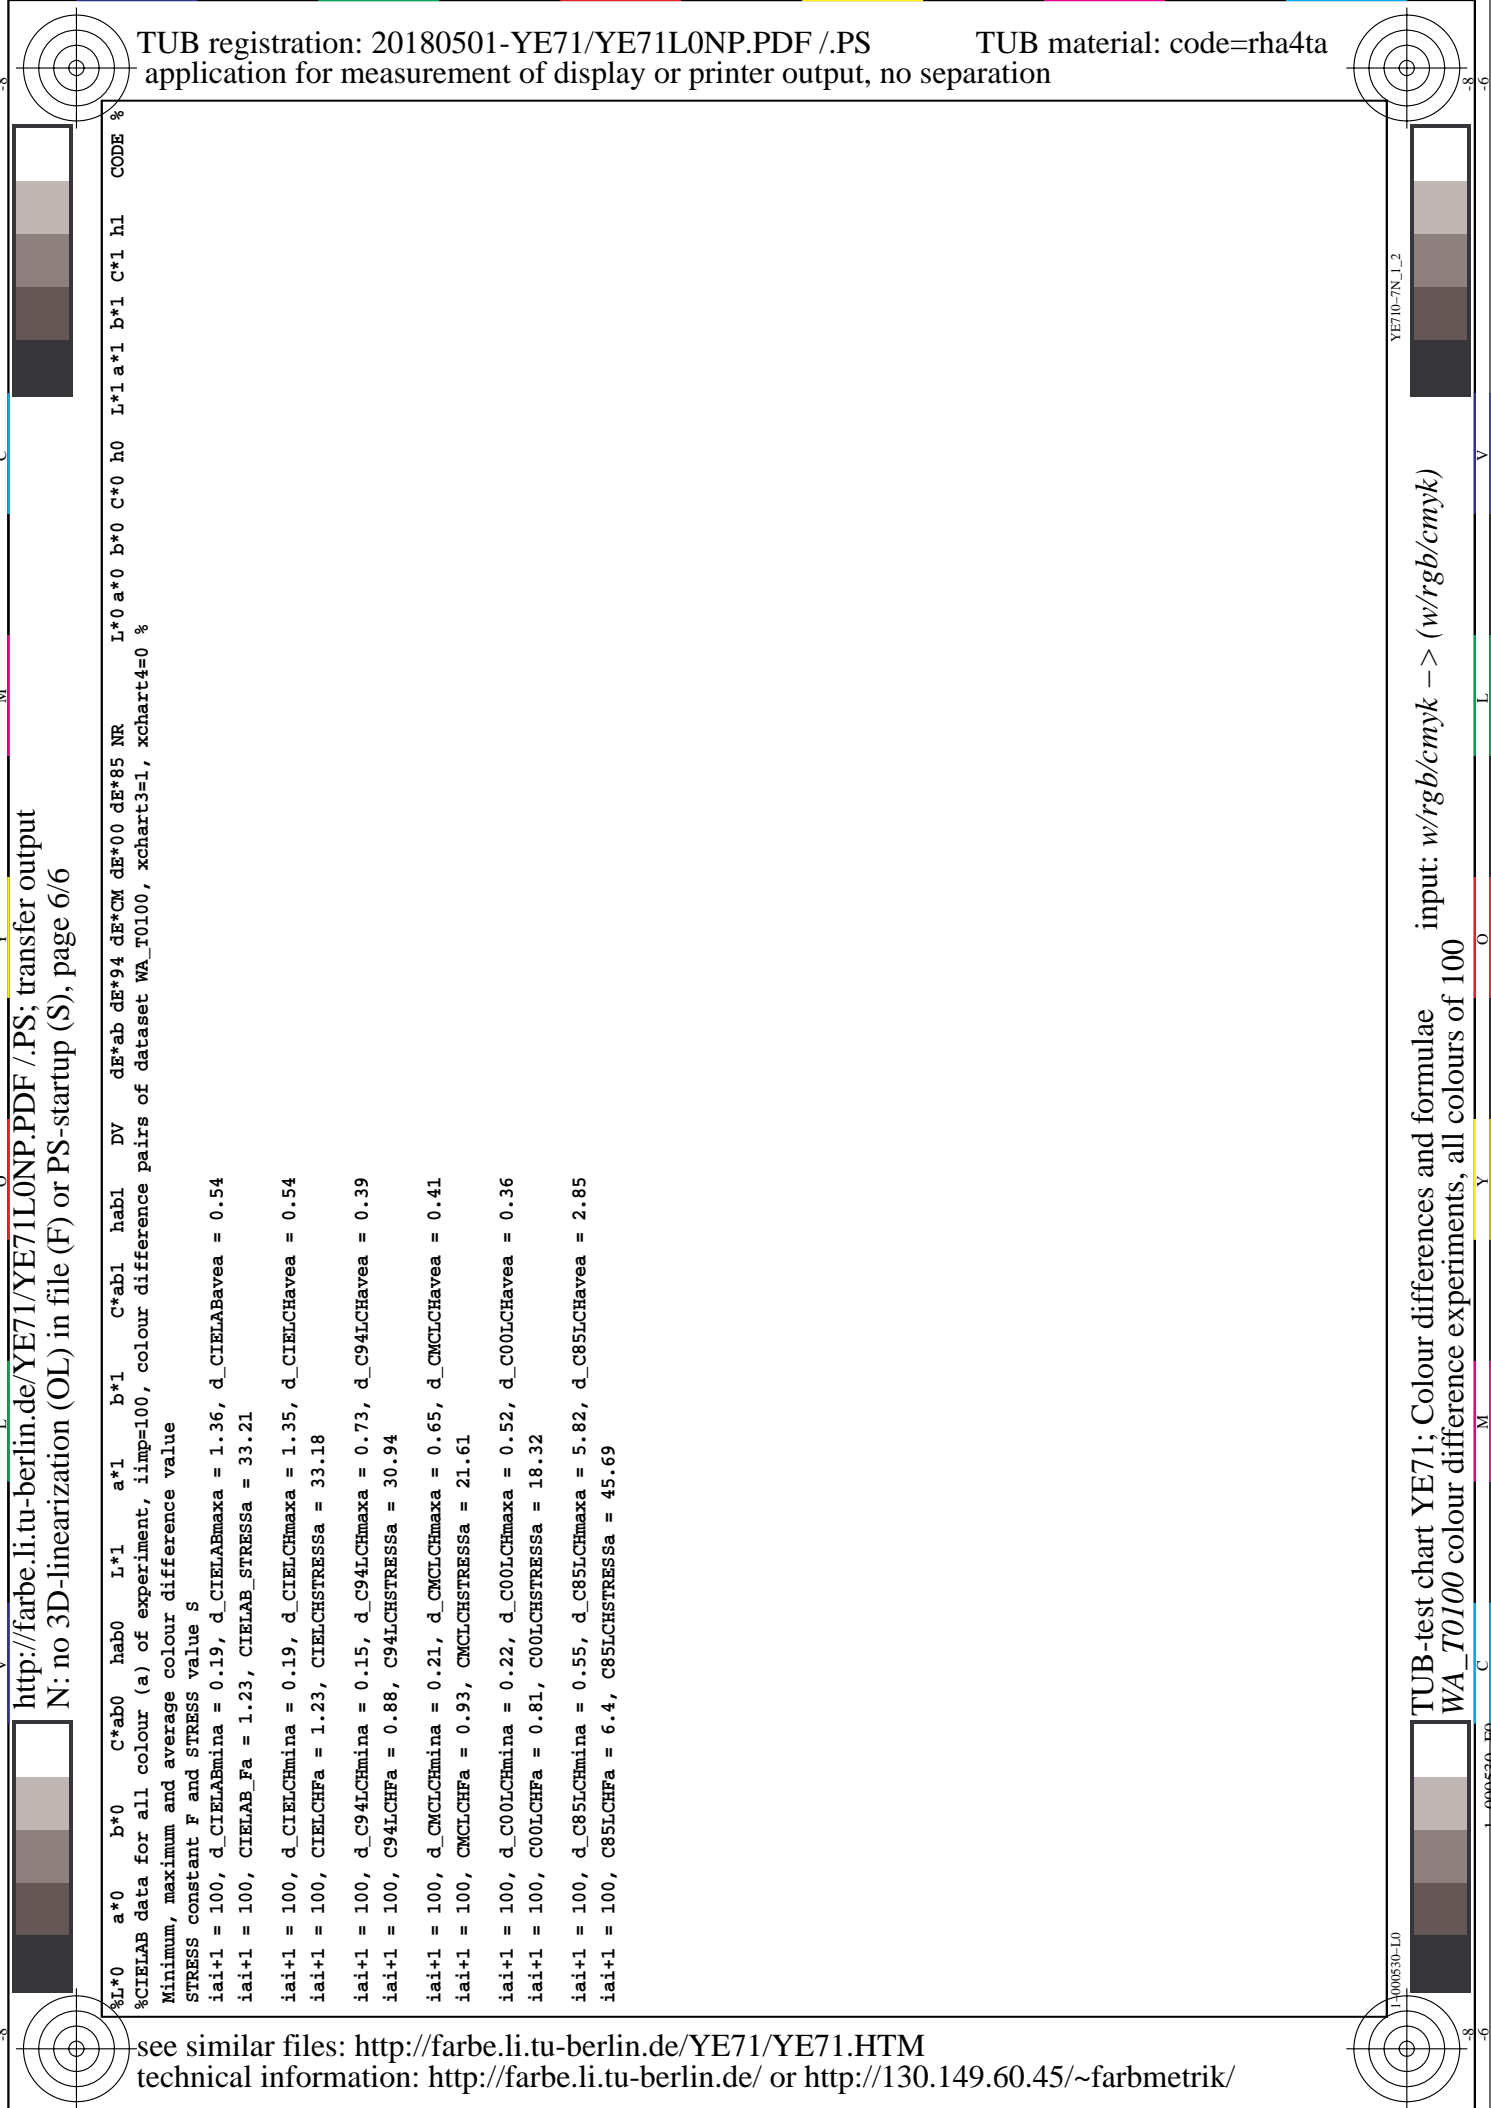 TUB registration: 20180501-YE71/YE71L0NP.PDF /.PS TUB material: code=rha4ta
application for measurement of display or printer output, no separation
http://farbe.li.tu-berlin.de/YE71/YE71L0NP.PDF /.PS; transfer output
N: no 3D-linearization (OL) in file (F) or PS-startup (S), page 6/6
%L*0 a*0 b*0 C*ab0 hab0 L*1 a*1 b*1 C*ab1 hab1 DV dE*ab dE*94 dE*CM dE*00 dE*85 NR L*0 a*0 b*0 C*0 h0 L*1 a*1 b*1 C*1 h1 CODE %
%CIELAB data for all colour (a) of experiment, iimp=100, colour difference pairs of dataset WA_T0100, xchart3=1, xchart4=0 %
Minimum, maximum and average colour difference value
STRESS constant F and STRESS value S
iai+1 = 100, d_CIELABmina = 0.19, d_CIELABmaxa = 1.36, d_CIELABavea = 0.54
iai+1 = 100, CIELAB_Fa = 1.23, CIELAB_STRESSa = 33.21
iai+1 = 100, d_CIELCHmina = 0.19, d_CIELCHmaxa = 1.35, d_CIELCHavea = 0.54
iai+1 = 100, CIELCHFa = 1.23, CIELCHSTRESSa = 33.18
iai+1 = 100, d_C94LCHmina = 0.15, d_C94LCHmaxa = 0.73, d_C94LCHavea = 0.39
iai+1 = 100, C94LCHFa = 0.88, C94LCHSTRESSa = 30.94
iai+1 = 100, d_CMCLCHmina = 0.21, d_CMCLCHmaxa = 0.65, d_CMCLCHavea = 0.41
iai+1 = 100, CMCLCHFa = 0.93, CMCLCHSTRESSa = 21.61
iai+1 = 100, d_C00LCHmina = 0.22, d_C00LCHmaxa = 0.52, d_C00LCHavea = 0.36
iai+1 = 100, C00LCHFa = 0.81, C00LCHSTRESSa = 18.32
iai+1 = 100, d_C85LCHmina = 0.55, d_C85LCHmaxa = 5.82, d_C85LCHavea = 2.85
iai+1 = 100, C85LCHFa = 6.4, C85LCHSTRESSa = 45.69
1-000530-L0
YE710-7N_1_2
TUB-test chart YE71; Colour differences and formulae input: w/rgb/cmyk -> (w/rgb/cmyk)
WA_T0100 colour difference experiments, all colours of 100
see similar files: http://farbe.li.tu-berlin.de/YE71/YE71.HTM
technical information: http://farbe.li.tu-berlin.de/ or http://130.149.60.45/~farbmetrik/
-8
-8
-6
-8
-8
-6
C
M
Y
O
L
V
V
L
O
Y
M
C